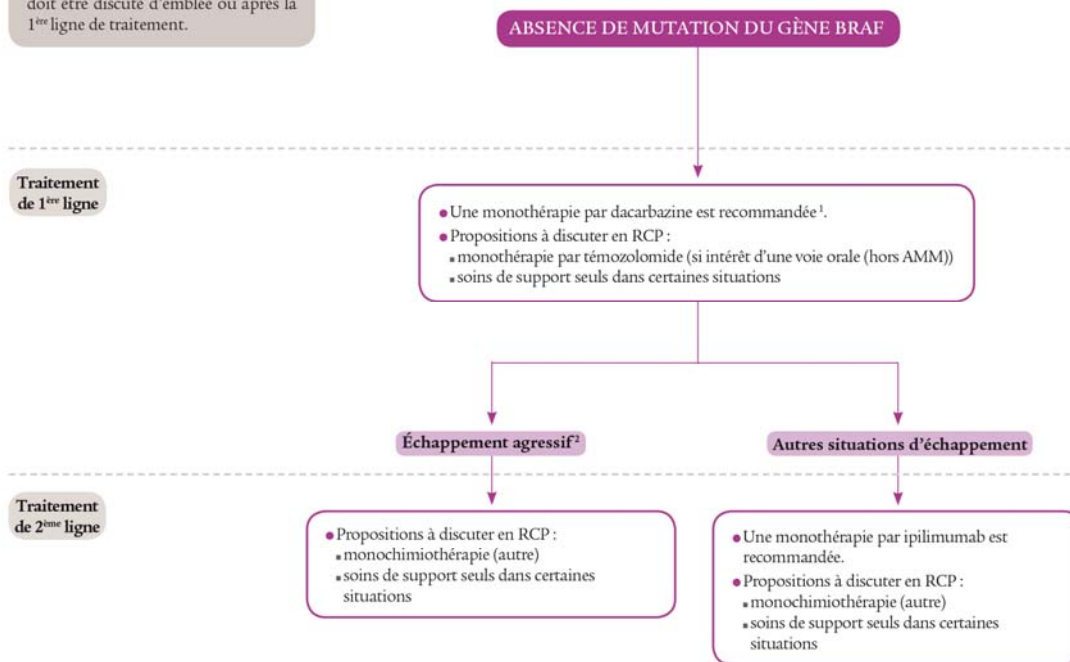 doit être discuté d'emblée ou après la
1ère ligne de traitement.
ABSENCE DE MUTATION DU GÈNE BRAF
Traitement
de 1ère ligne
● Une monothérapie par dacarbazine est recommandée¹.
● Propositions à discuter en RCP :
▪ monothérapie par témozolomide (si intérêt d'une voie orale (hors AMM))
▪ soins de support seuls dans certaines situations
Échappement agressif²
Autres situations d'échappement
Traitement
de 2ème ligne
● Propositions à discuter en RCP :
▪ monochimiothérapie (autre)
▪ soins de support seuls dans certaines
situations
● Une monothérapie par ipilimumab est
recommandée.
● Propositions à discuter en RCP :
▪ monochimiothérapie (autre)
▪ soins de support seuls dans certaines
situations